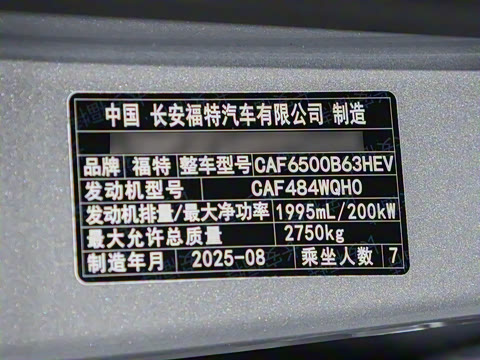 中国 长安福特汽车有限公司 制造
品牌 福特 整车型号 CAF6500B63HEV
发动机型号 CAF484WQH0
发动机排量/最大净功率 1995mL/200kW
最大允许总质量 2750kg
制造年月 2025-08 乘坐人数 7